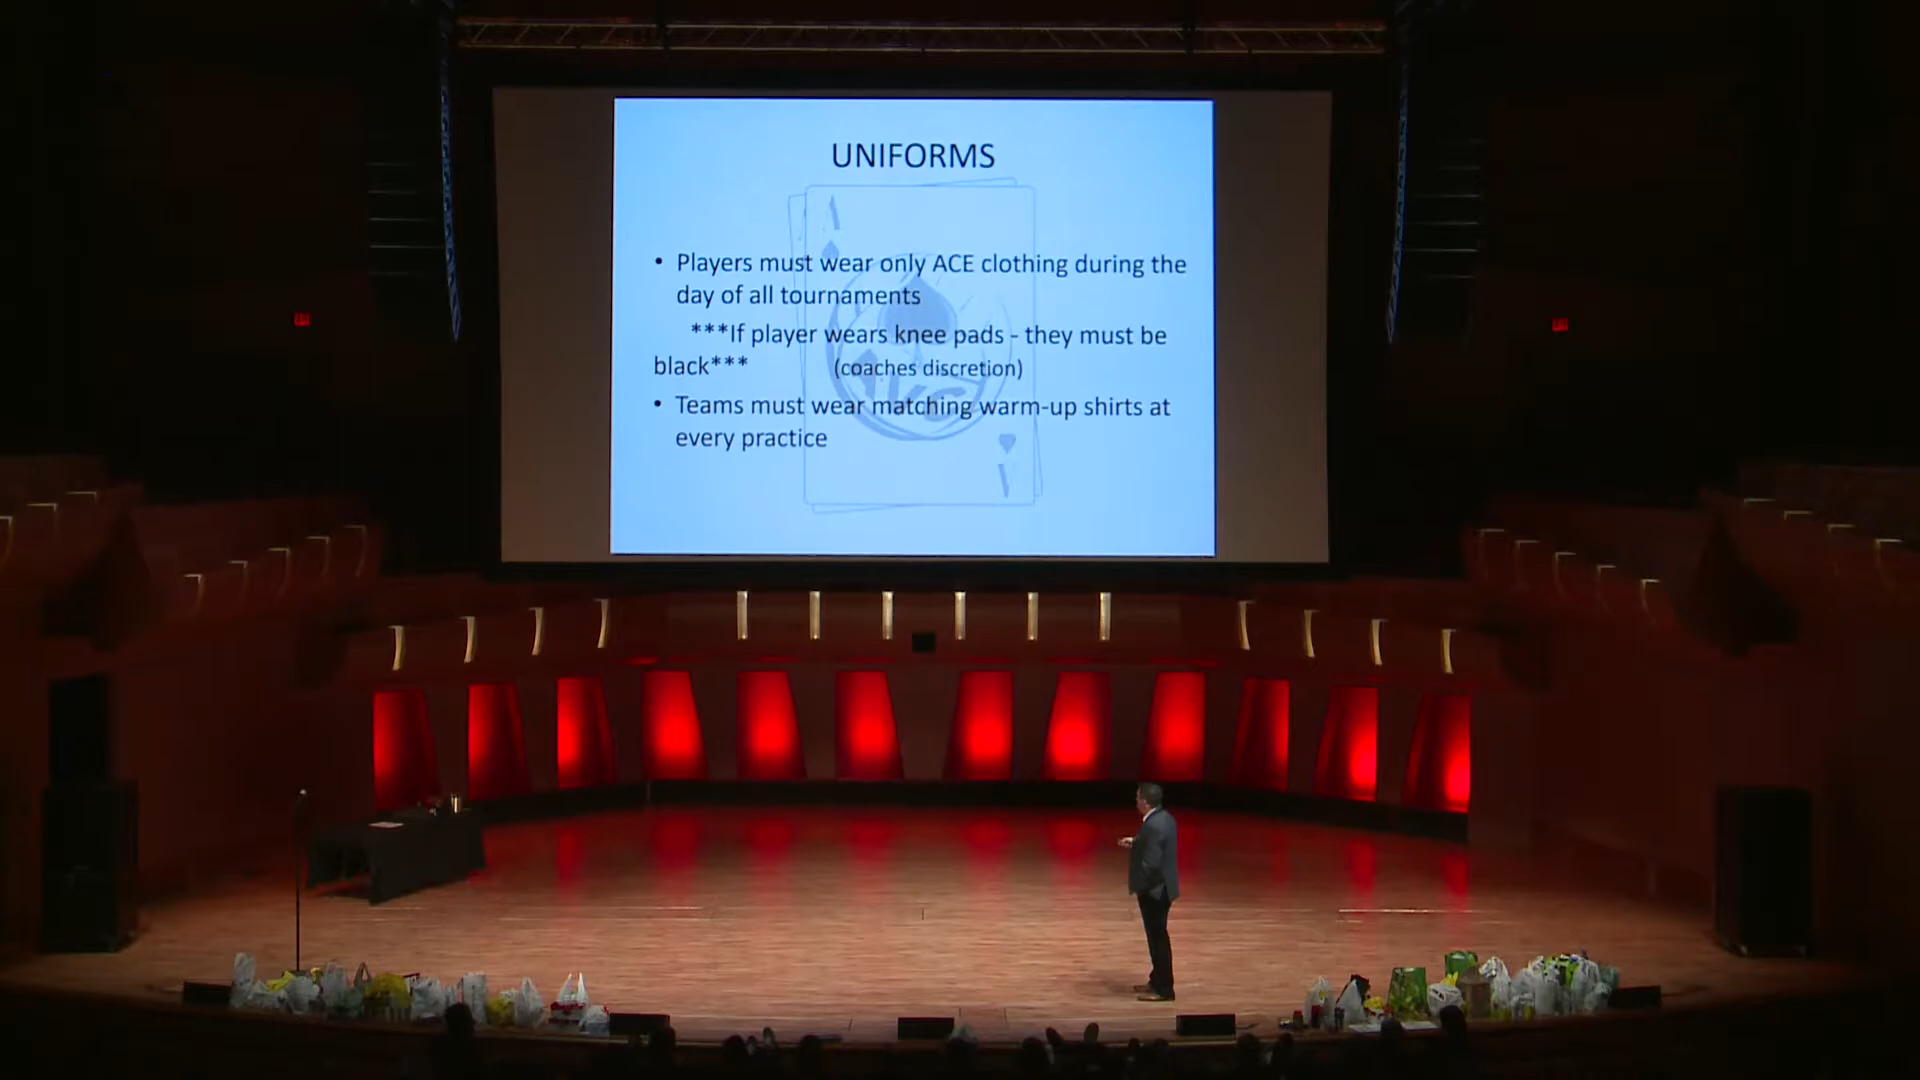 UNIFORMS
• Players must wear only ACE clothing during the
day of all tournaments
***If player wears knee pads - they must be
black*** (coaches discretion)
• Teams must wear matching warm-up shirts at
every practice